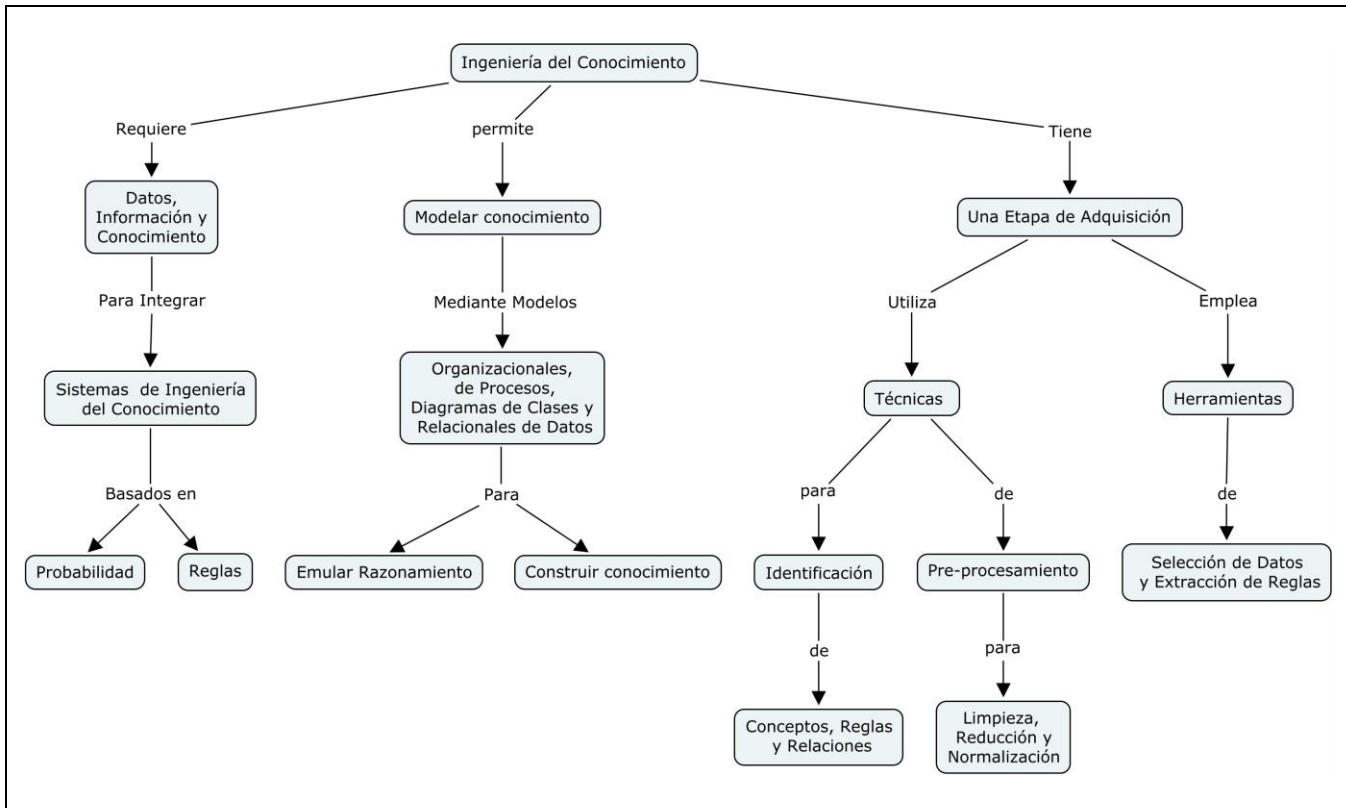 Ingeniería del Conocimiento
Requiere
permite
Tiene
Datos,
Información y
Conocimiento
Modelar conocimiento
Una Etapa de Adquisición
Para Integrar
Mediante Modelos
Utiliza
Emplea
Sistemas de Ingeniería
del Conocimiento
Organizacionales,
de Procesos,
Diagramas de Clases y
Relacionales de Datos
Técnicas
Herramientas
Basados en
Para
para
de
de
Probabilidad
Reglas
Emular Razonamiento
Construir conocimiento
Identificación
Pre-procesamiento
Selección de Datos
y Extracción de Reglas
de
para
Conceptos, Reglas
y Relaciones
Limpieza,
Reducción y
Normalización